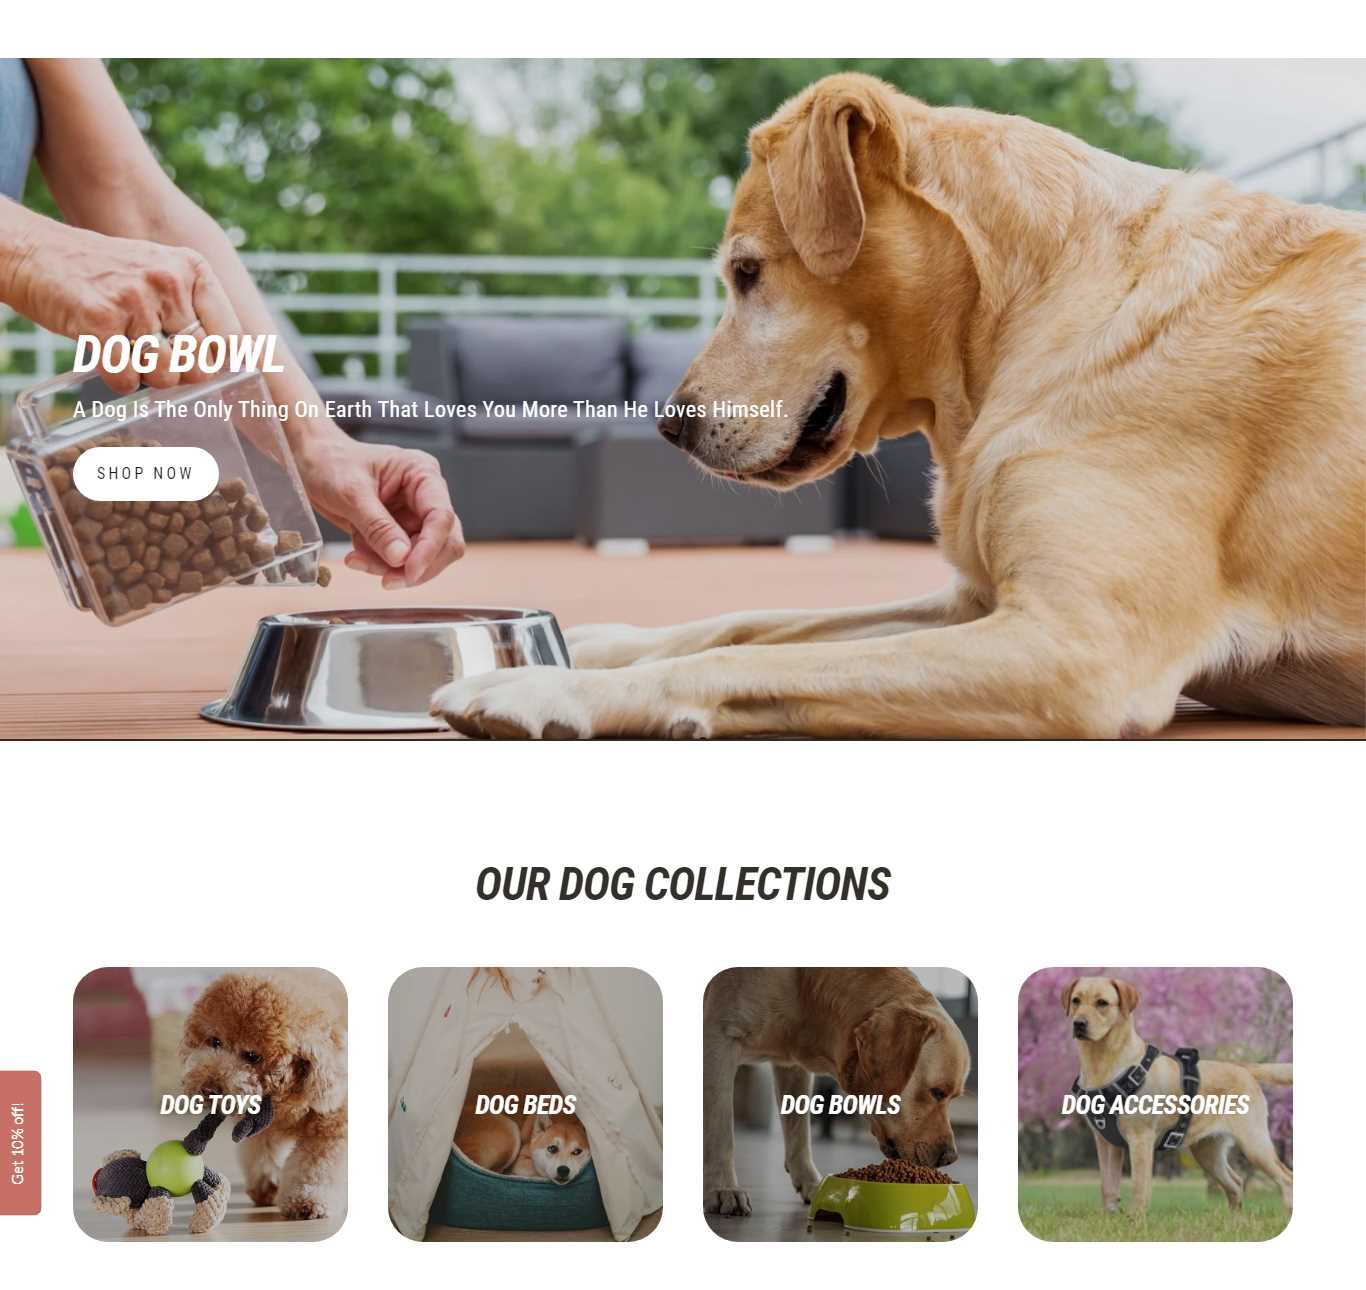 DOG BOWL
A Dog Is The Only Thing On Earth That Loves You More Than He Loves Himself.
SHOP NOW
OUR DOG COLLECTIONS
DOG TOYS
DOG BEDS
DOG BOWLS
DOG ACCESSORIES
Get 10% off!